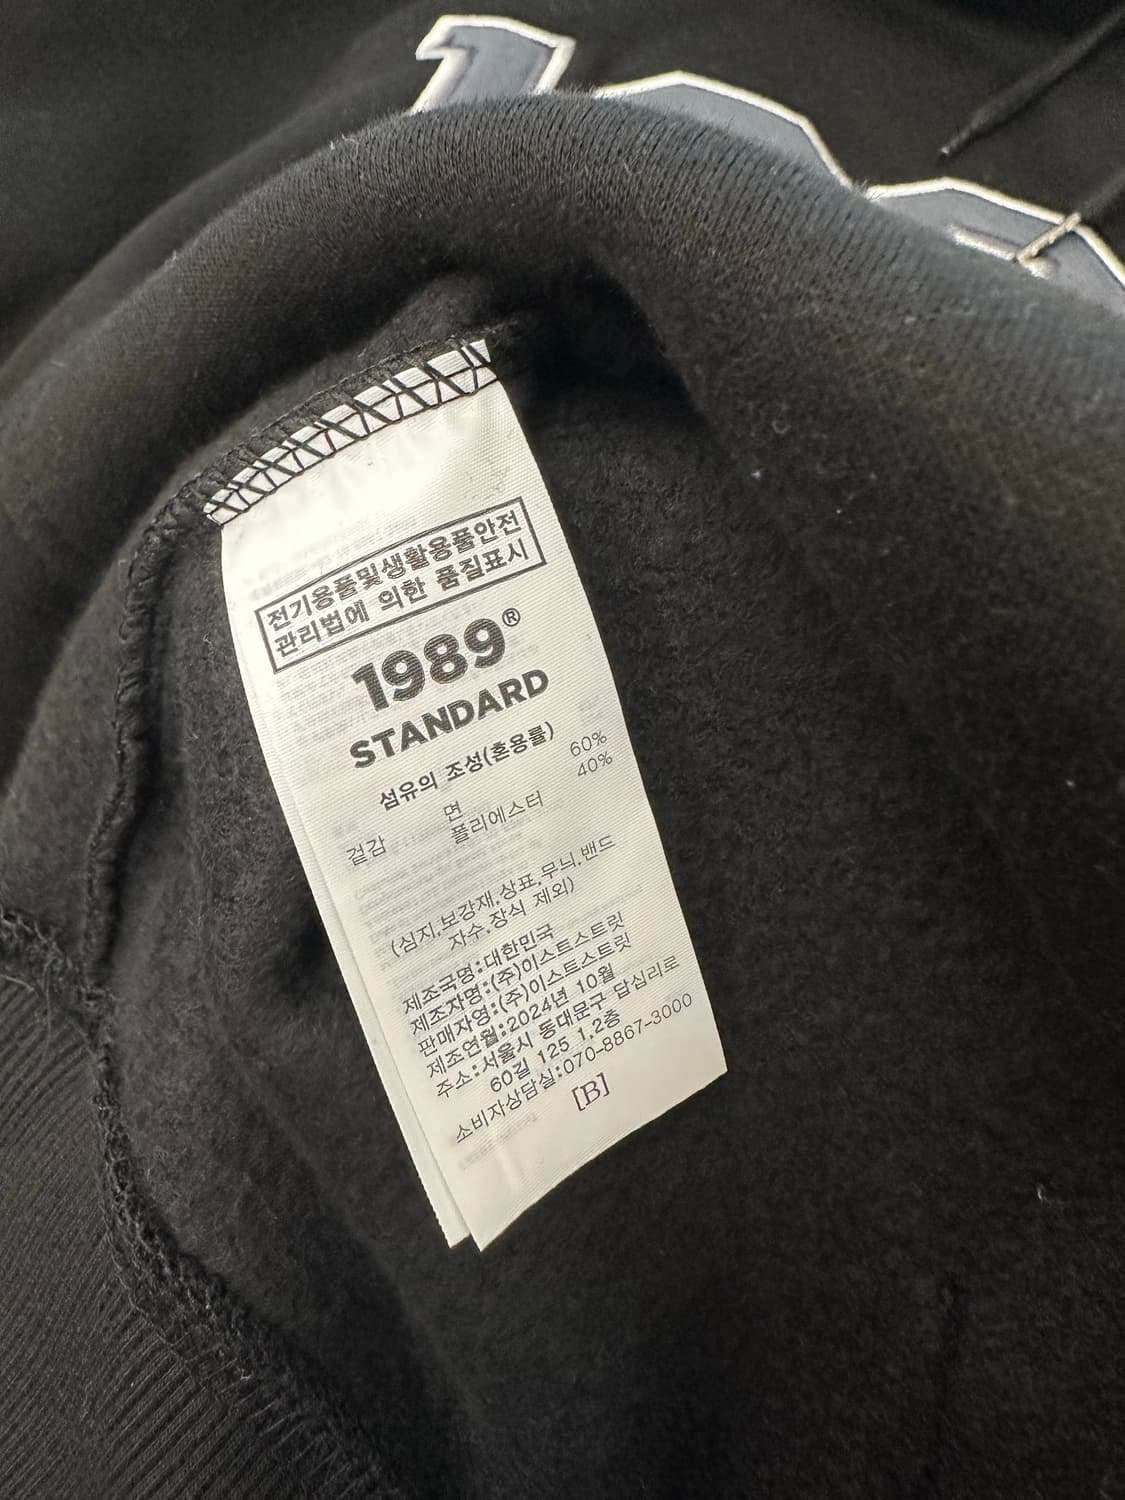 전기용품및생활용품안전
관리법에 의한 품질표시
1989®
STANDARD
섬유의 조성(혼용률)
겉감 면 60%
폴리에스터 40%
(심지,보강재,상표,무늬,밴드
자수,장식 제외)
제조국명:대한민국
제조자명:(주)이스트스트릿
판매자영:(주)이스트스트릿
제조연월:2024년 10월
주소:서울시 동대문구 답십리로
60길 125 1,2층
소비자상담실:070-8867-3000
[B]